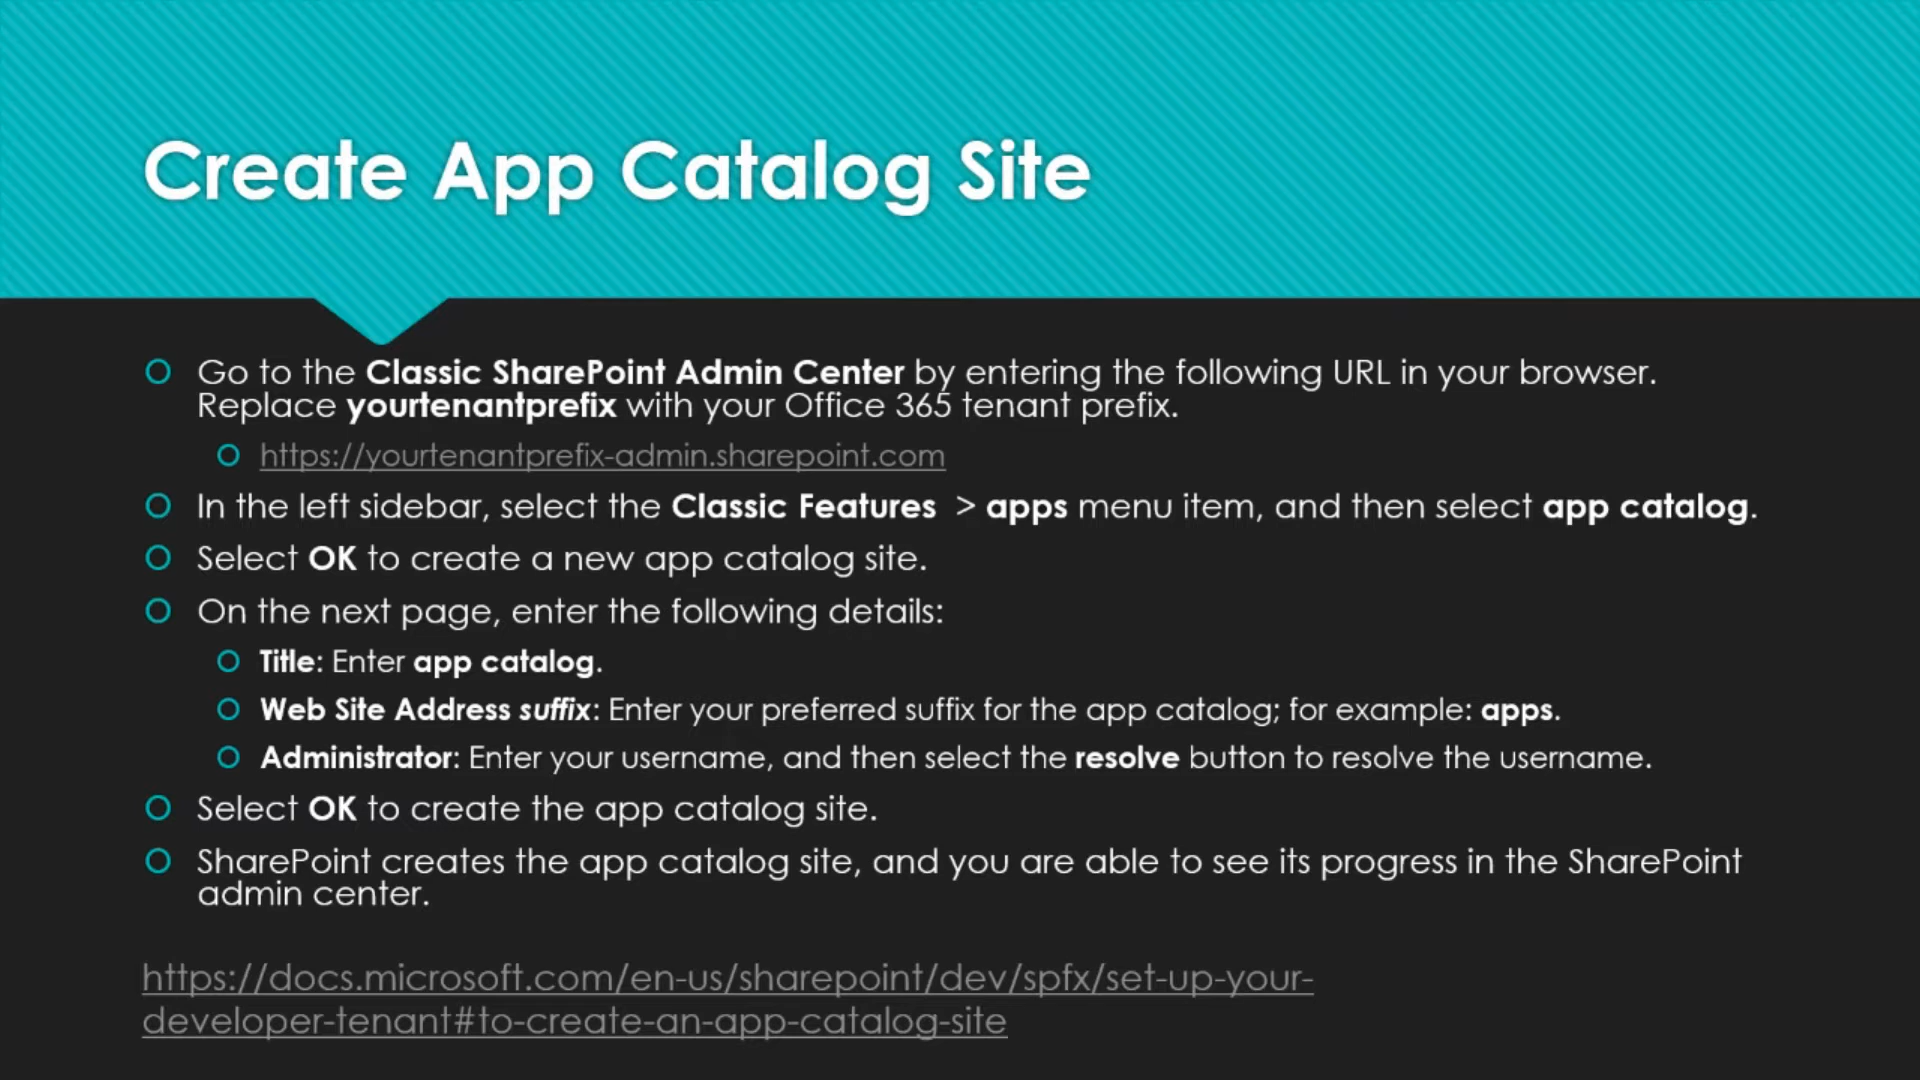 Create App Catalog Site
Go to the Classic SharePoint Admin Center by entering the following URL in your browser.
Replace yourtenantprefix with your Office 365 tenant prefix.
https://yourtenantprefix-admin.sharepoint.com
In the left sidebar, select the Classic Features > apps menu item, and then select app catalog.
Select OK to create a new app catalog site.
On the next page, enter the following details:
Title: Enter app catalog.
Web Site Address suffix: Enter your preferred suffix for the app catalog; for example: apps.
Administrator: Enter your username, and then select the resolve button to resolve the username.
Select OK to create the app catalog site.
SharePoint creates the app catalog site, and you are able to see its progress in the SharePoint
admin center.
https://docs.microsoft.com/en-us/sharepoint/dev/spfx/set-up-your-
developer-tenant#to-create-an-app-catalog-site